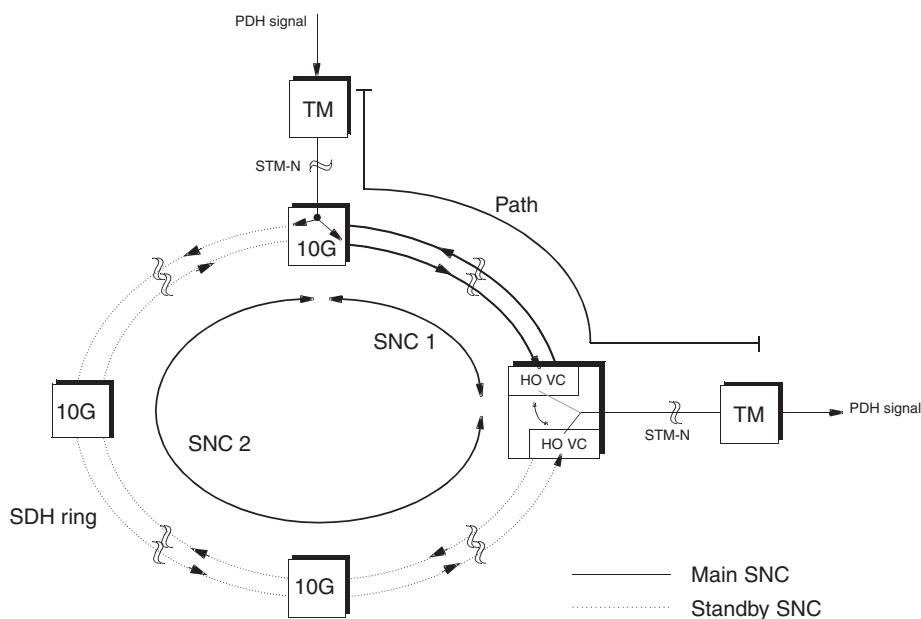 PDH signal
TM
STM-N
Path
10G
SNC 1
HO VC
10G
TM
PDH signal
STM-N
HO VC
SNC 2
SDH ring
10G
Main SNC
Standby SNC